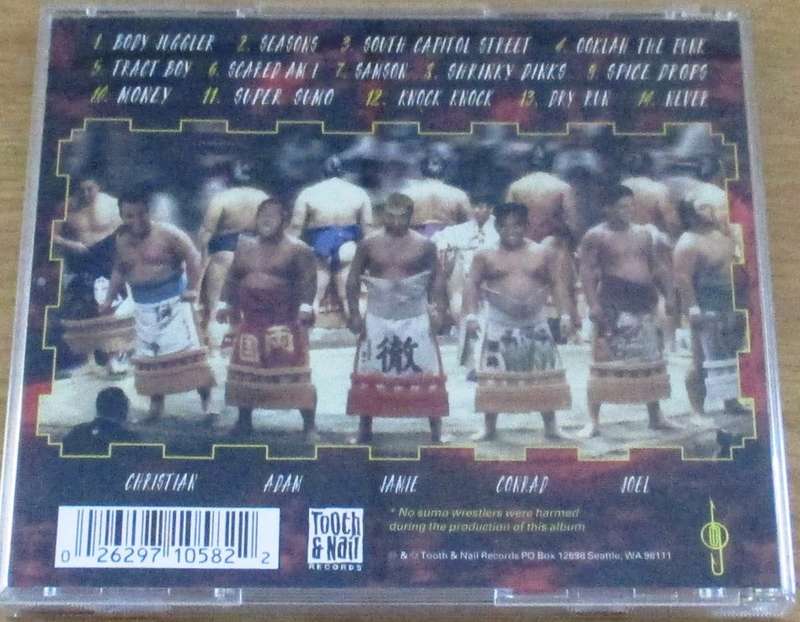 1. BODY JUGGLER 2. SEASONS 3. SOUTH CAPITOL STREET 4. OOKLAH THE FUNK
5. TRACT BOY 6. SCARED AM I 7. SAMSON 8. SHRINKY DINKS 9. SPICE DROPS
10. MONEY 11. SUPER SUMO 12. KNOCK KNOCK 13. DRY RUN 14. NEVER
徹
CHRISTIAN ADAM JAMIE CONRAD JOEL
* No sumo wrestlers were harmed
during the production of this album
TOOth
& NAil
RECORDS
0 26297 10582 2
℗ & © Tooth & Nail Records PO Box 12698 Seattle, WA 98111